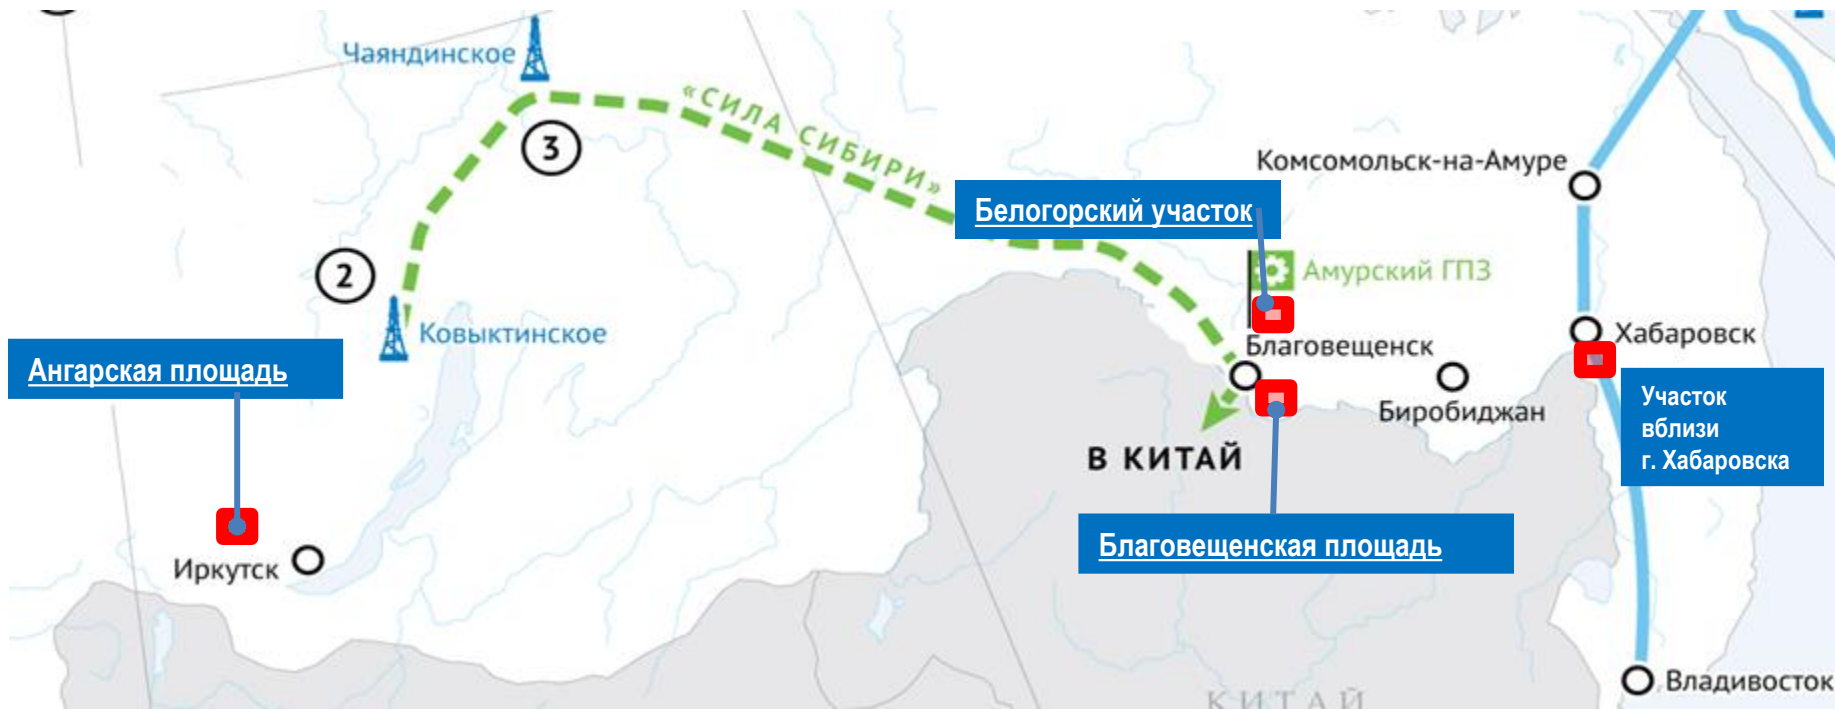 Чаяндинское
«СИЛА СИБИРИ»
3
Комсомольск-на-Амуре
Белогорский участок
2
Амурский ГПЗ
Ковыктинское
Хабаровск
Благовещенск
Ангарская площадь
Биробиджан
Участок
вблизи
г. Хабаровска
В КИТАЙ
Благовещенская площадь
Иркутск
Владивосток
КИТАЙ